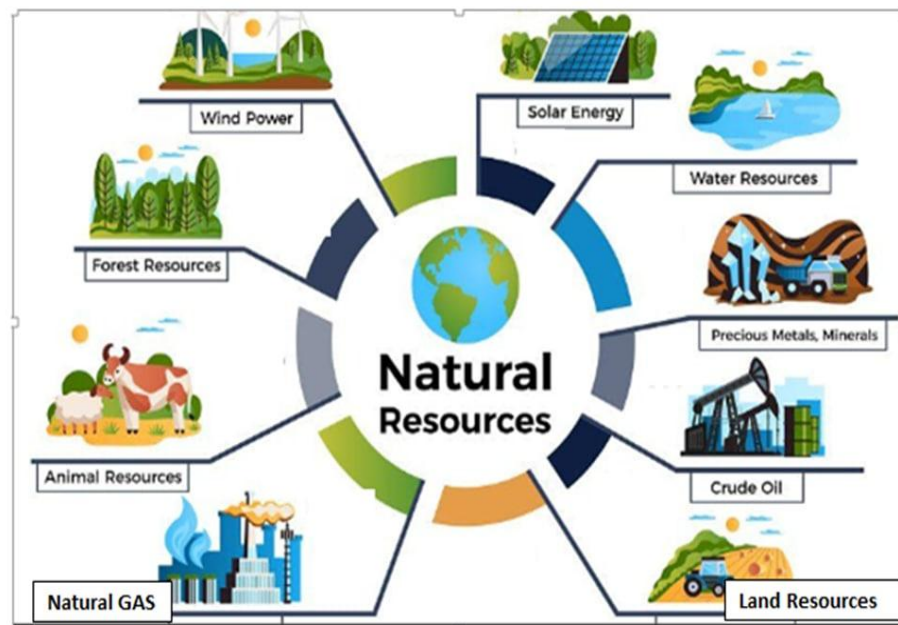 Wind Power
Solar Energy
Water Resources
Forest Resources
Natural
Resources
Precious Metals, Minerals
Animal Resources
Crude Oil
Natural GAS
Land Resources